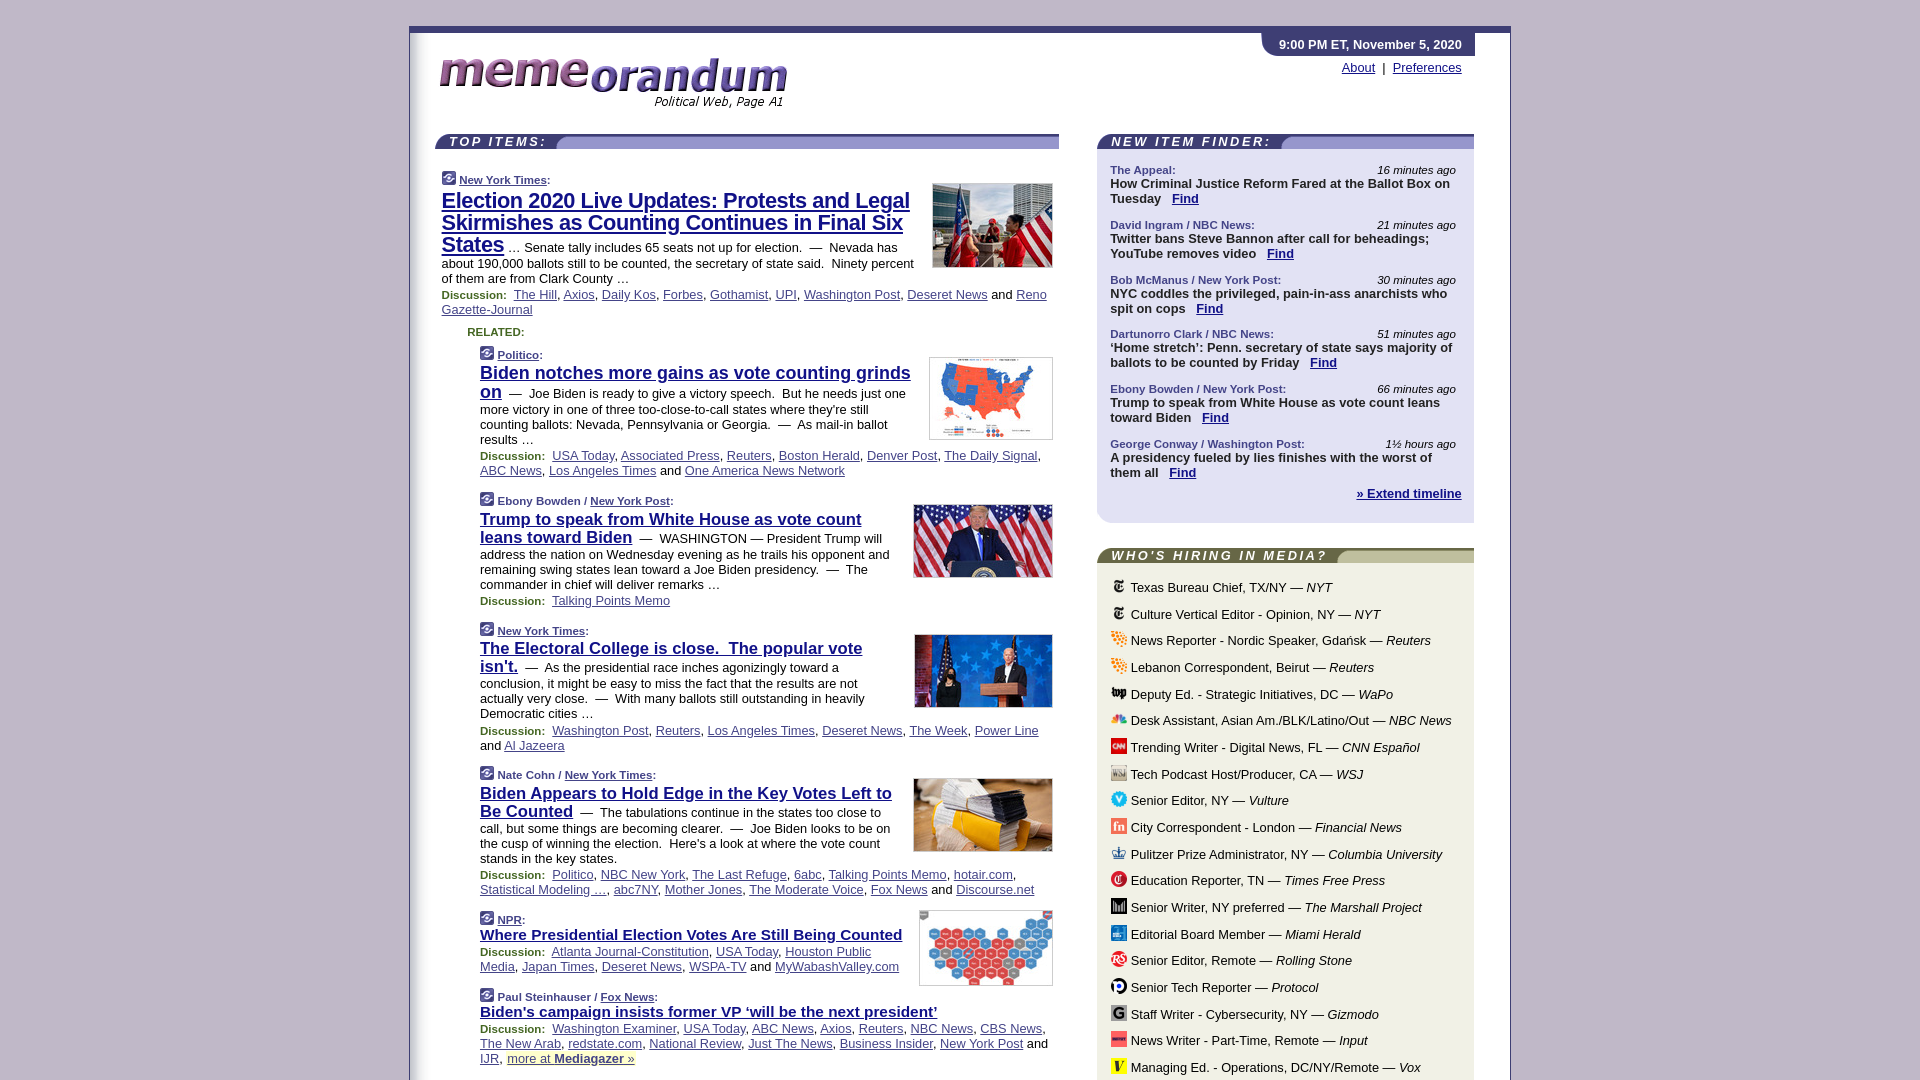 memeorandum
Political Web, Page A1
9:00 PM ET, November 5, 2020
About | Preferences
TOP ITEMS:
New York Times:
Election 2020 Live Updates: Protests and Legal
Skirmishes as Counting Continues in Final Six
States … Senate tally includes 65 seats not up for election. — Nevada has
about 190,000 ballots still to be counted, the secretary of state said. Ninety percent
of them are from Clark County …
Discussion: The Hill, Axios, Daily Kos, Forbes, Gothamist, UPI, Washington Post, Deseret News and Reno
Gazette-Journal
RELATED:
Politico:
Biden notches more gains as vote counting grinds
on — Joe Biden is ready to give a victory speech. But he needs just one
more victory in one of three too-close-to-call states where they're still
counting ballots: Nevada, Pennsylvania or Georgia. — As mail-in ballot
results …
Discussion: USA Today, Associated Press, Reuters, Boston Herald, Denver Post, The Daily Signal,
ABC News, Los Angeles Times and One America News Network
Ebony Bowden / New York Post:
Trump to speak from White House as vote count
leans toward Biden — WASHINGTON — President Trump will
address the nation on Wednesday evening as he trails his opponent and
remaining swing states lean toward a Joe Biden presidency. — The
commander in chief will deliver remarks …
Discussion: Talking Points Memo
New York Times:
The Electoral College is close. The popular vote
isn't. — As the presidential race inches agonizingly toward a
conclusion, it might be easy to miss the fact that the results are not
actually very close. — With many ballots still outstanding in heavily
Democratic cities …
Discussion: Washington Post, Reuters, Los Angeles Times, Deseret News, The Week, Power Line
and Al Jazeera
Nate Cohn / New York Times:
Biden Appears to Hold Edge in the Key Votes Left to
Be Counted — The tabulations continue in the states too close to
call, but some things are becoming clearer. — Joe Biden looks to be on
the cusp of winning the election. Here's a look at where the vote count
stands in the key states.
Discussion: Politico, NBC New York, The Last Refuge, 6abc, Talking Points Memo, hotair.com,
Statistical Modeling …, abc7NY, Mother Jones, The Moderate Voice, Fox News and Discourse.net
NPR:
Where Presidential Election Votes Are Still Being Counted
Discussion: Atlanta Journal-Constitution, USA Today, Houston Public
Media, Japan Times, Deseret News, WSPA-TV and MyWabashValley.com
Paul Steinhauser / Fox News:
Biden's campaign insists former VP ‘will be the next president’
Discussion: Washington Examiner, USA Today, ABC News, Axios, Reuters, NBC News, CBS News,
The New Arab, redstate.com, National Review, Just The News, Business Insider, New York Post and
IJR, more at Mediagazer »
NEW ITEM FINDER:
The Appeal: 16 minutes ago
How Criminal Justice Reform Fared at the Ballot Box on
Tuesday Find
David Ingram / NBC News: 21 minutes ago
Twitter bans Steve Bannon after call for beheadings;
YouTube removes video Find
Bob McManus / New York Post: 30 minutes ago
NYC coddles the privileged, pain-in-ass anarchists who
spit on cops Find
Dartunorro Clark / NBC News: 51 minutes ago
‘Home stretch’: Penn. secretary of state says majority of
ballots to be counted by Friday Find
Ebony Bowden / New York Post: 66 minutes ago
Trump to speak from White House as vote count leans
toward Biden Find
George Conway / Washington Post: 1½ hours ago
A presidency fueled by lies finishes with the worst of
them all Find
» Extend timeline
WHO'S HIRING IN MEDIA?
Texas Bureau Chief, TX/NY — NYT
Culture Vertical Editor - Opinion, NY — NYT
News Reporter - Nordic Speaker, Gdańsk — Reuters
Lebanon Correspondent, Beirut — Reuters
wp Deputy Ed. - Strategic Initiatives, DC — WaPo
Desk Assistant, Asian Am./BLK/Latino/Out — NBC News
CNN Trending Writer - Digital News, FL — CNN Español
WSJ Tech Podcast Host/Producer, CA — WSJ
Senior Editor, NY — Vulture
fn City Correspondent - London — Financial News
Pulitzer Prize Administrator, NY — Columbia University
Education Reporter, TN — Times Free Press
Senior Writer, NY preferred — The Marshall Project
Editorial Board Member — Miami Herald
RS Senior Editor, Remote — Rolling Stone
Senior Tech Reporter — Protocol
G Staff Writer - Cybersecurity, NY — Gizmodo
News Writer - Part-Time, Remote — Input
V Managing Ed. - Operations, DC/NY/Remote — Vox